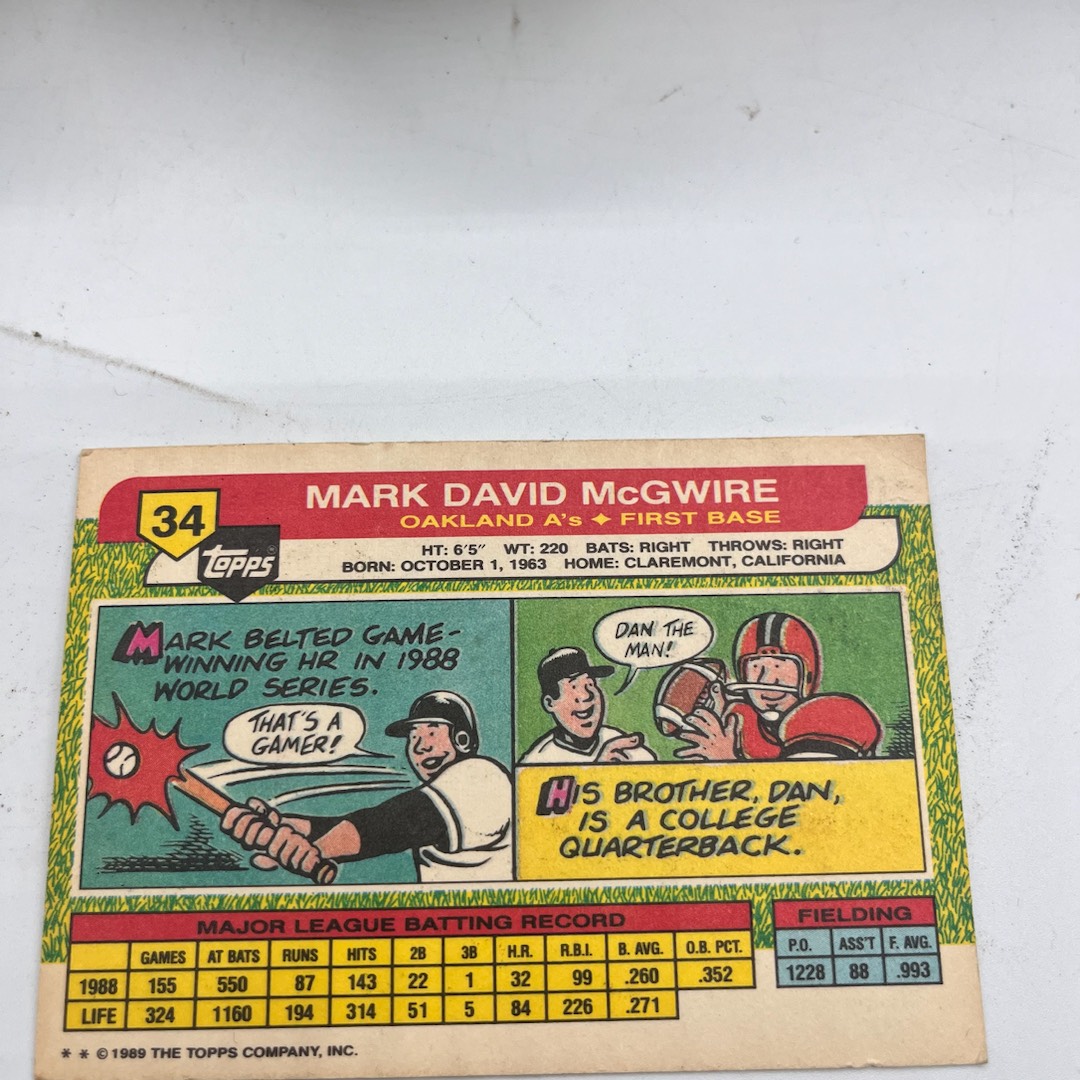 34
topps
MARK DAVID McGWIRE
OAKLAND A's ✦ FIRST BASE
HT: 6'5" WT: 220 BATS: RIGHT THROWS: RIGHT
BORN: OCTOBER 1, 1963 HOME: CLAREMONT, CALIFORNIA
MARK BELTED GAME-
WINNING HR IN 1988
WORLD SERIES.
THAT'S A
GAMER!
DAN THE
MAN!
HIS BROTHER, DAN,
IS A COLLEGE
QUARTERBACK.
MAJOR LEAGUE BATTING RECORD
GAMES AT BATS RUNS HITS 2B 3B H.R. R.B.I. B. AVG. O.B. PCT.
1988 155 550 87 143 22 1 32 99 .260 .352
LIFE 324 1160 194 314 51 5 84 226 .271
FIELDING
P.O. ASS'T F. AVG.
1228 88 .993
* * © 1989 THE TOPPS COMPANY, INC.